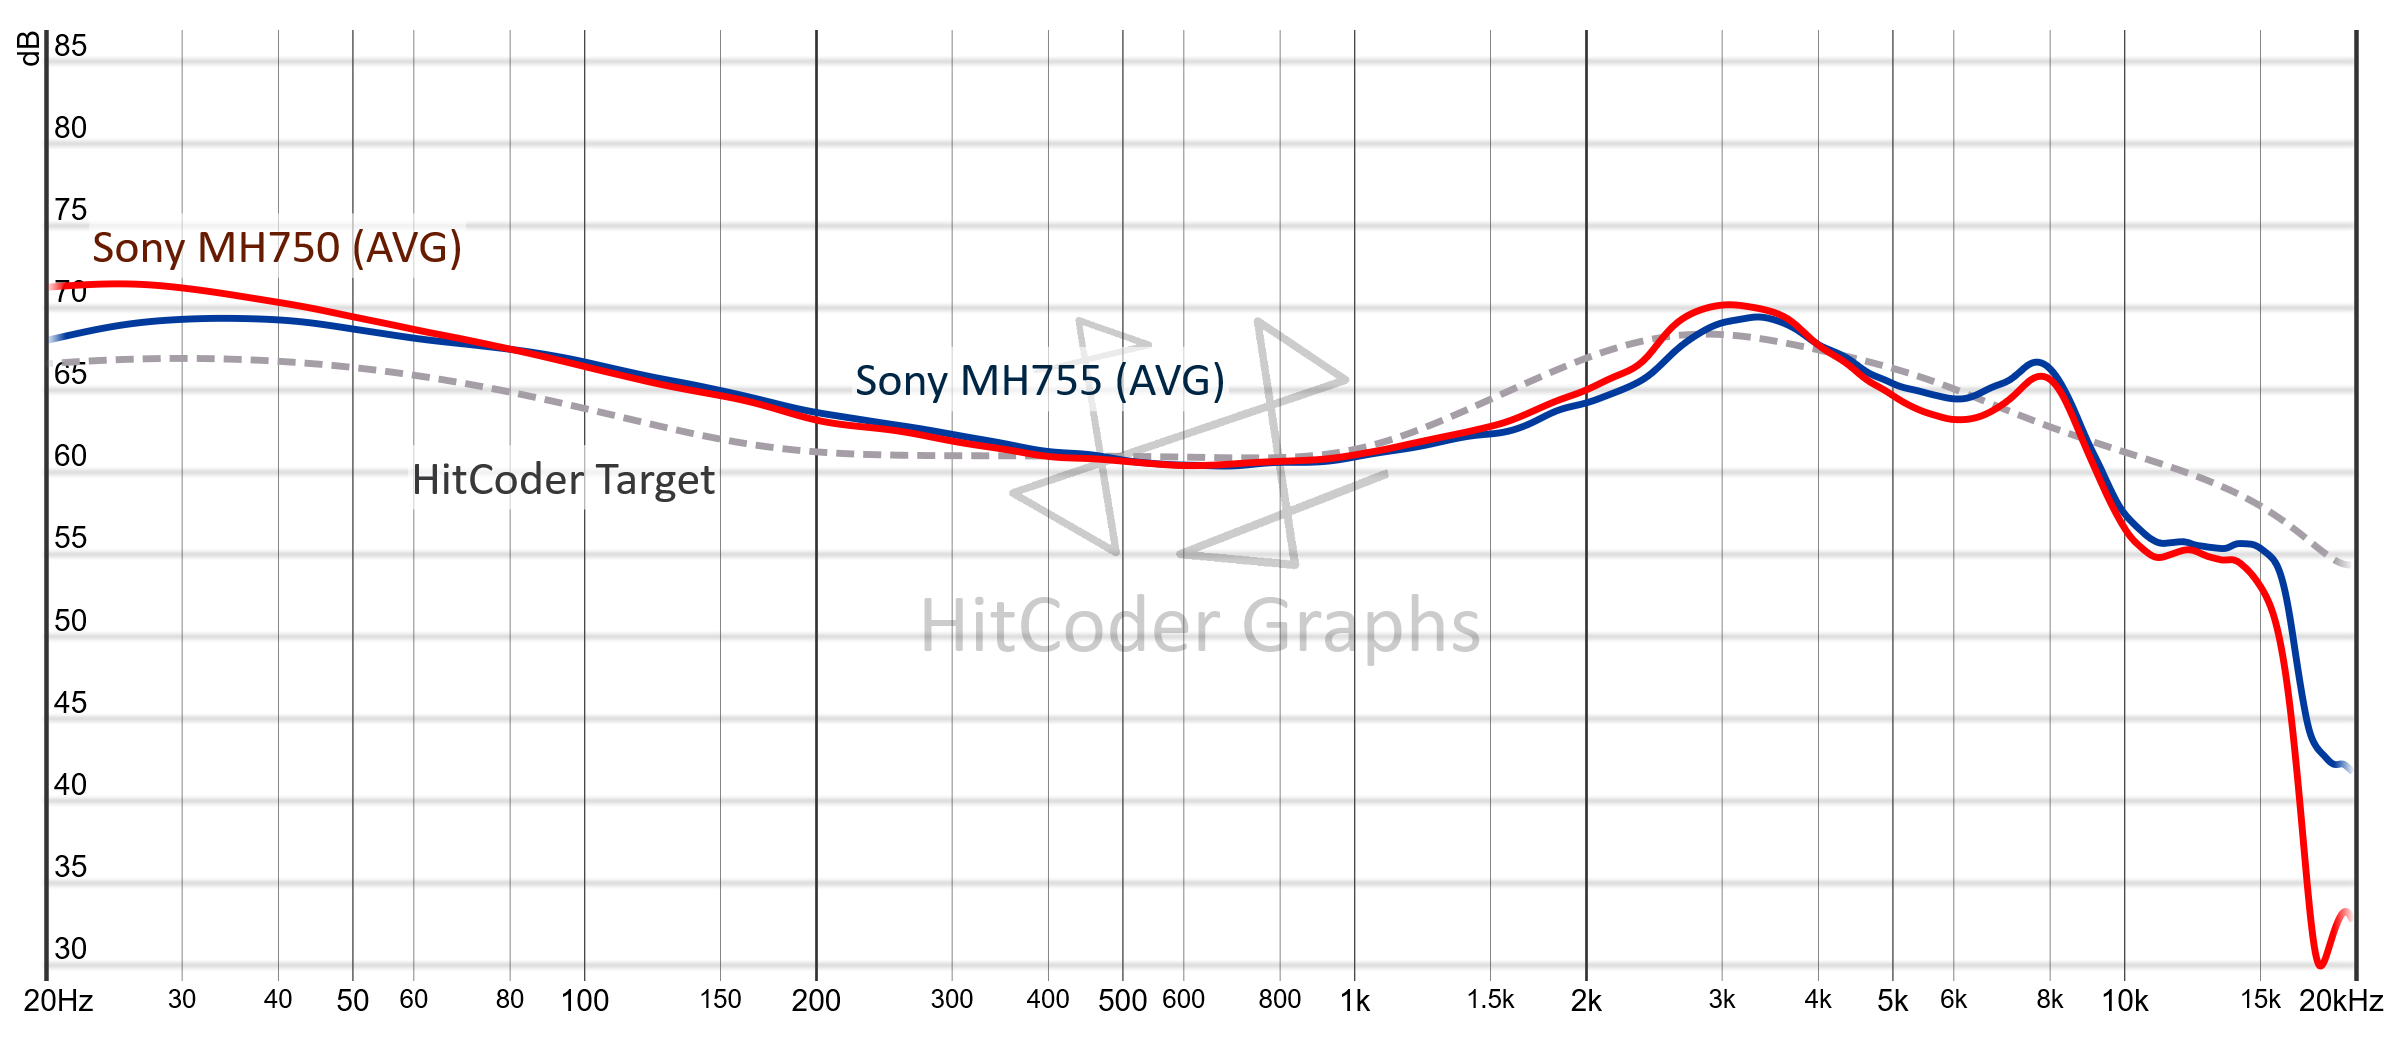 dB
85
80
75
Sony MH750 (AVG)
70
65
Sony MH755 (AVG)
60
HitCoder Target
55
50
HitCoder Graphs
45
40
35
30
20Hz 30 40 50 60 80 100 150 200 300 400 500 600 800 1k 1.5k 2k 3k 4k 5k 6k 8k 10k 15k 20kHz